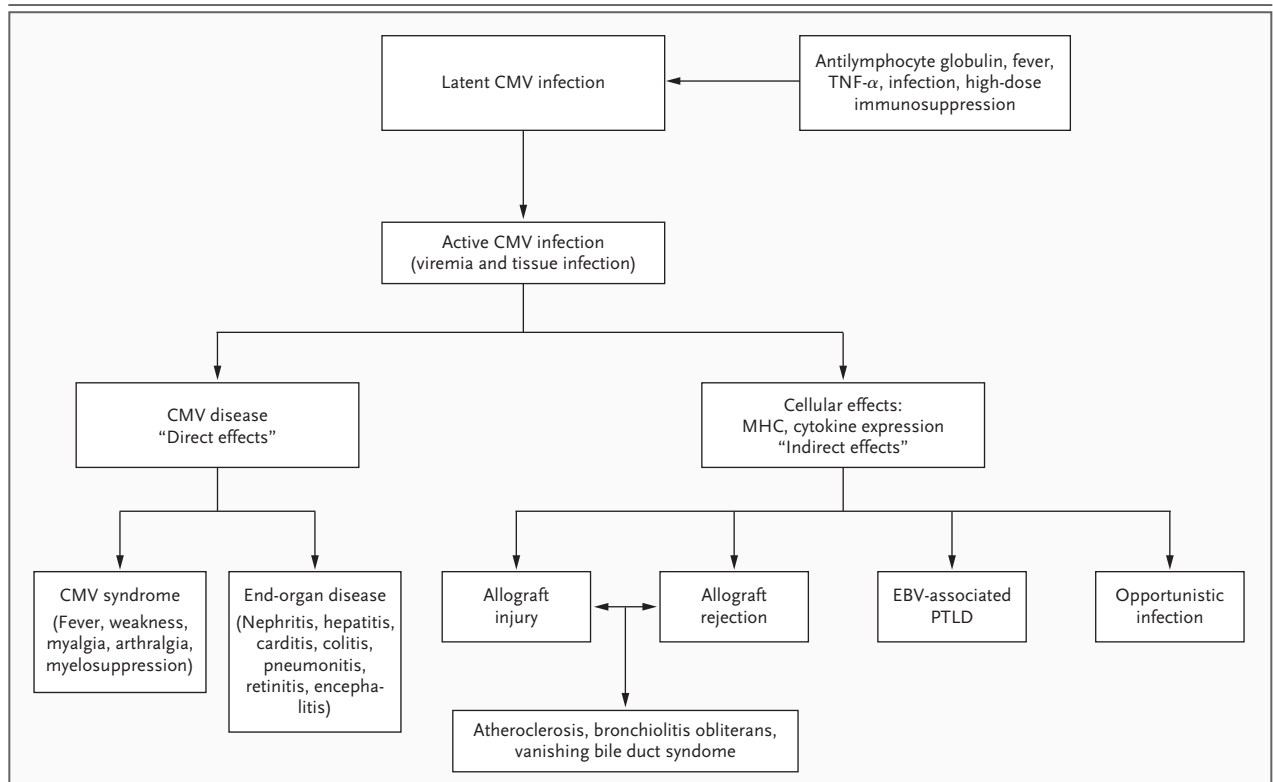 Latent CMV infection
Antilymphocyte globulin, fever,
TNF-α, infection, high-dose
immunosuppression
Active CMV infection
(viremia and tissue infection)
CMV disease
“Direct effects”
Cellular effects:
MHC, cytokine expression
“Indirect effects”
CMV syndrome
(Fever, weakness,
myalgia, arthralgia,
myelosuppression)
End-organ disease
(Nephritis, hepatitis,
carditis, colitis,
pneumonitis,
retinitis, encepha-
litis)
Allograft
injury
Allograft
rejection
EBV-associated
PTLD
Opportunistic
infection
Atheroclerosis, bronchiolitis obliterans,
vanishing bile duct syndome